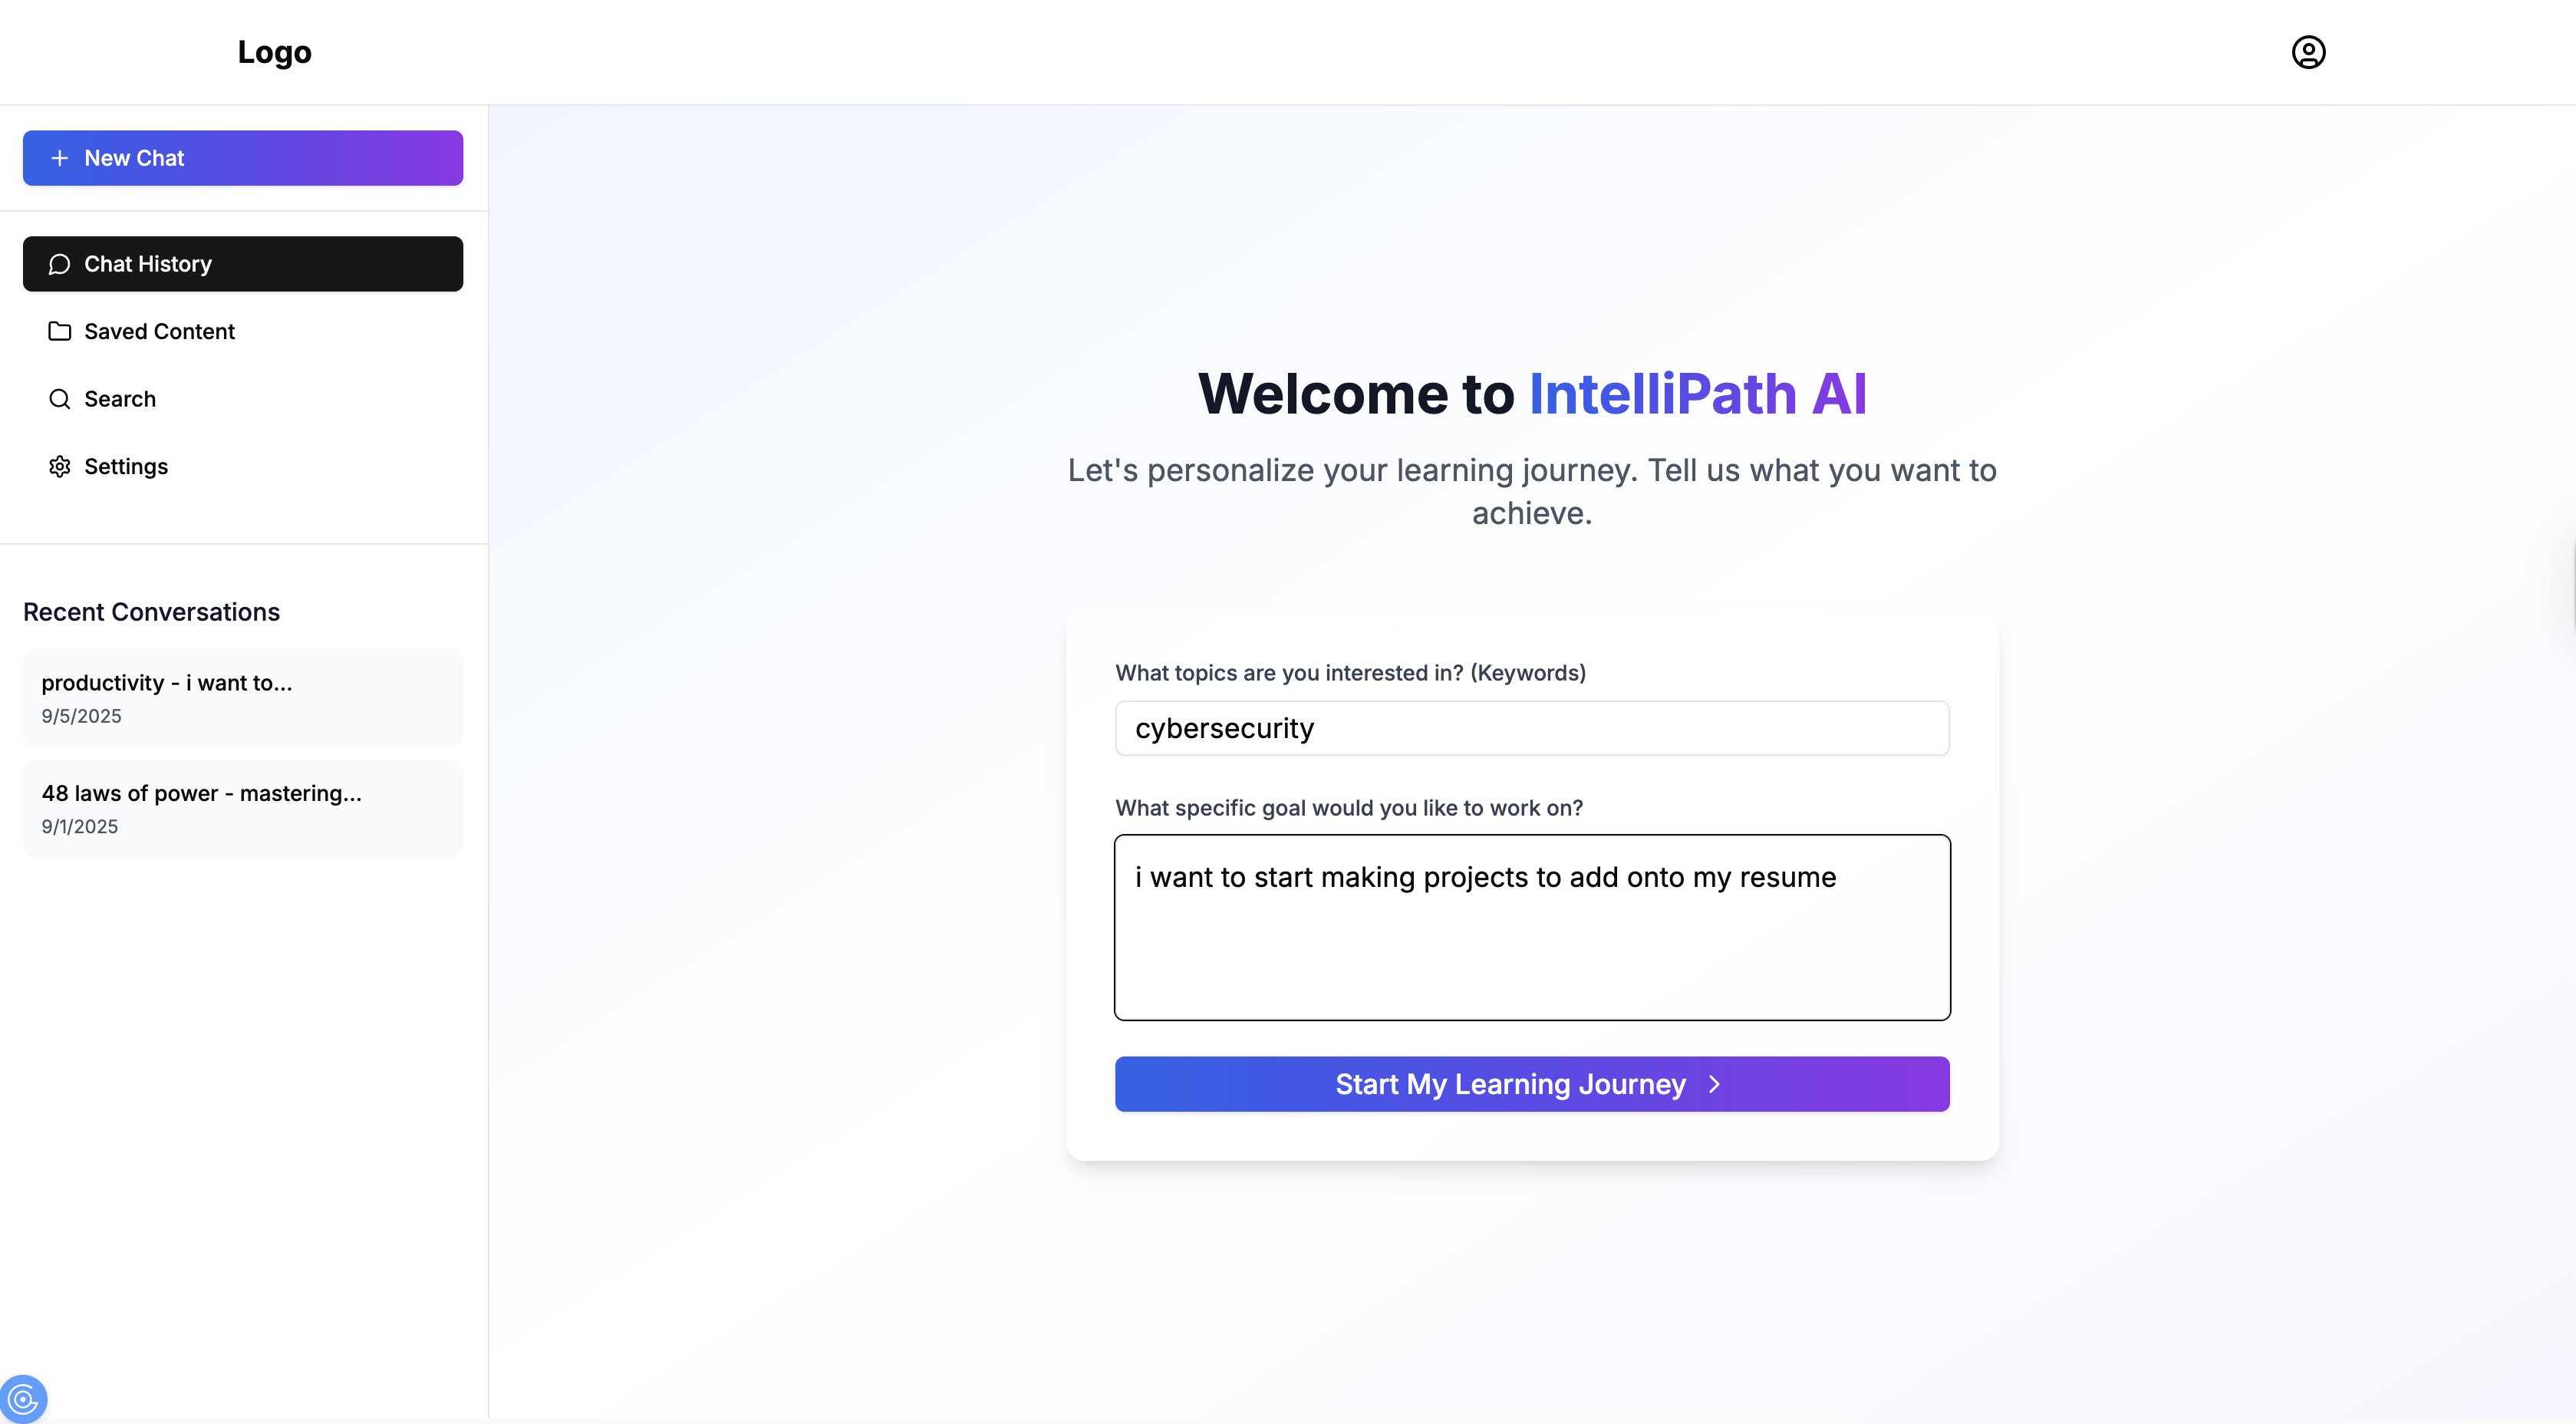 Logo
New Chat
Chat History
Saved Content
Search
Settings
Recent Conversations
productivity - i want to...
9/5/2025
48 laws of power - mastering...
9/1/2025
Welcome to IntelliPath AI
Let's personalize your learning journey. Tell us what you want to
achieve.
What topics are you interested in? (Keywords)
cybersecurity
What specific goal would you like to work on?
i want to start making projects to add onto my resume
Start My Learning Journey